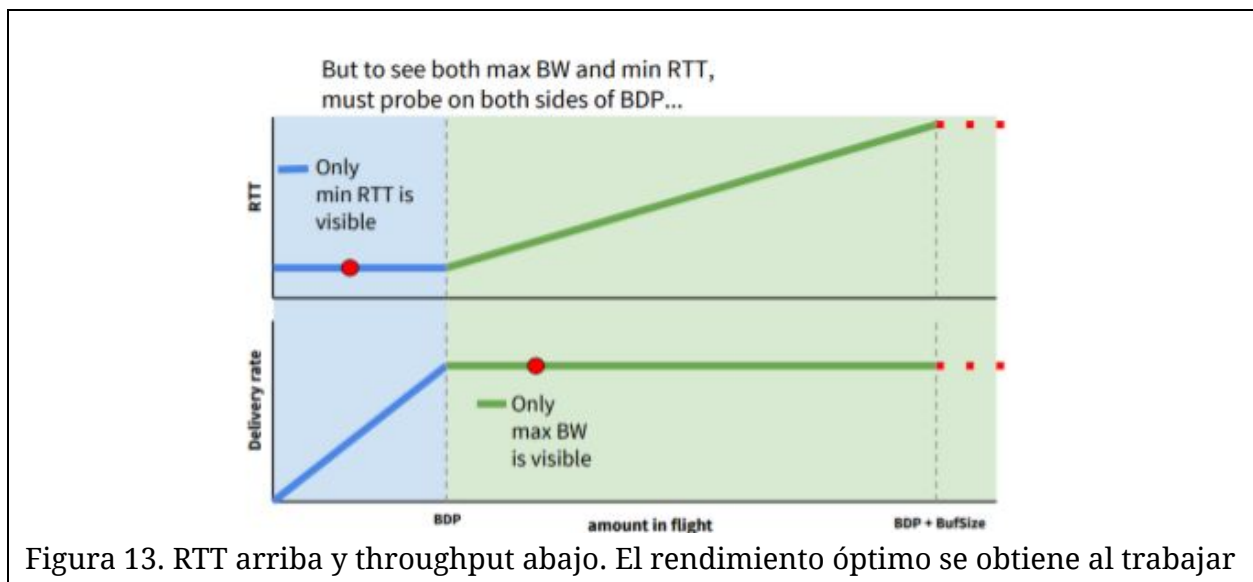 But to see both max BW and min RTT,
must probe on both sides of BDP...
RTT
Only
min RTT is
visible
Delivery rate
Only
max BW
is visible
BDP
amount in flight
BDP + BufSize
Figura 13. RTT arriba y throughput abajo. El rendimiento óptimo se obtiene al trabajar